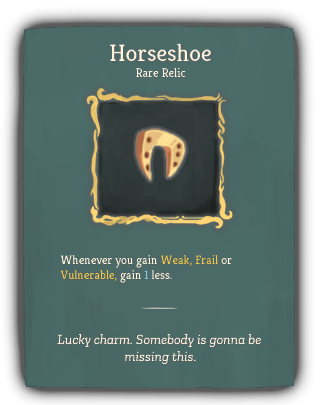 Horseshoe
Rare Relic
Whenever you gain Weak, Frail or
Vulnerable, gain 1 less.
Lucky charm. Somebody is gonna be
missing this.